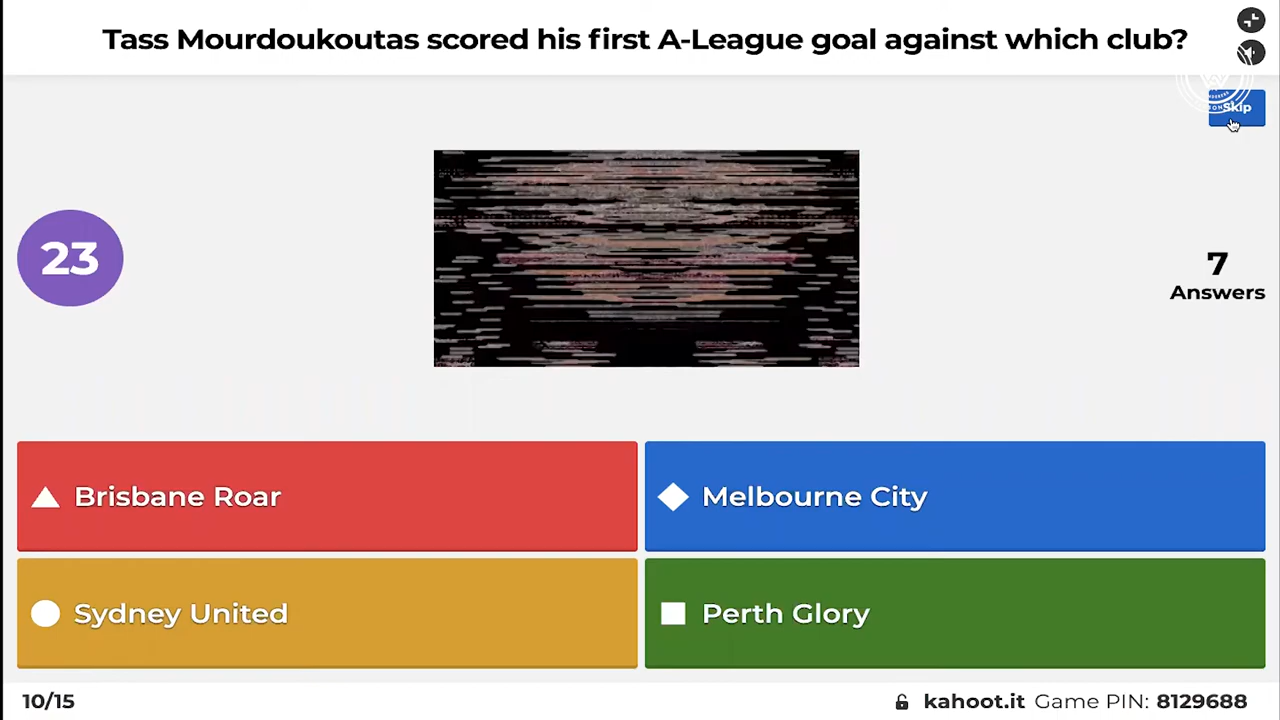 Tass Mourdoukoutas scored his first A-League goal against which club?
Skip
23
7
Answers
Brisbane Roar
Melbourne City
Sydney United
Perth Glory
10/15
kahoot.it Game PIN: 8129688